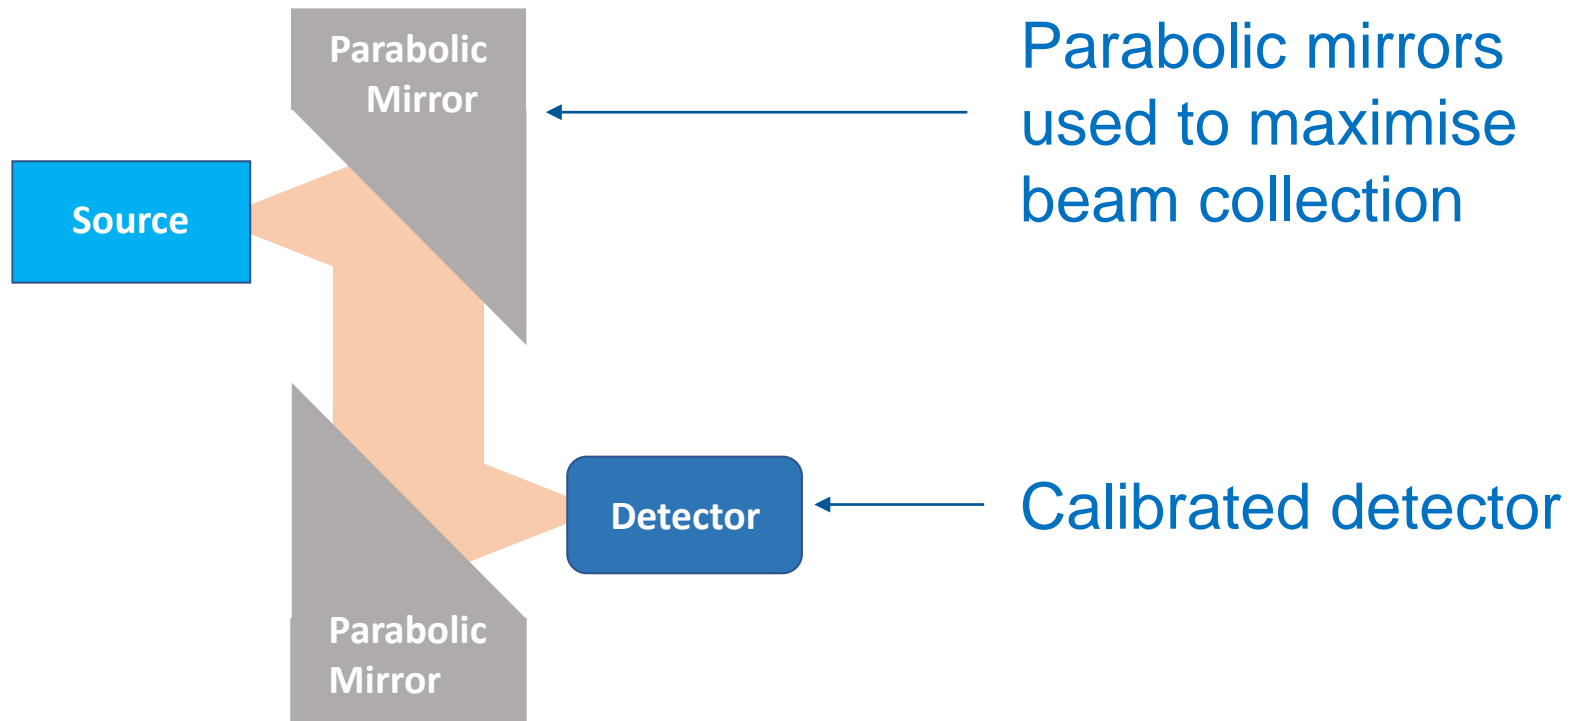 Parabolic
Mirror
Parabolic mirrors
used to maximise
beam collection
Source
Detector
Calibrated detector
Parabolic
Mirror